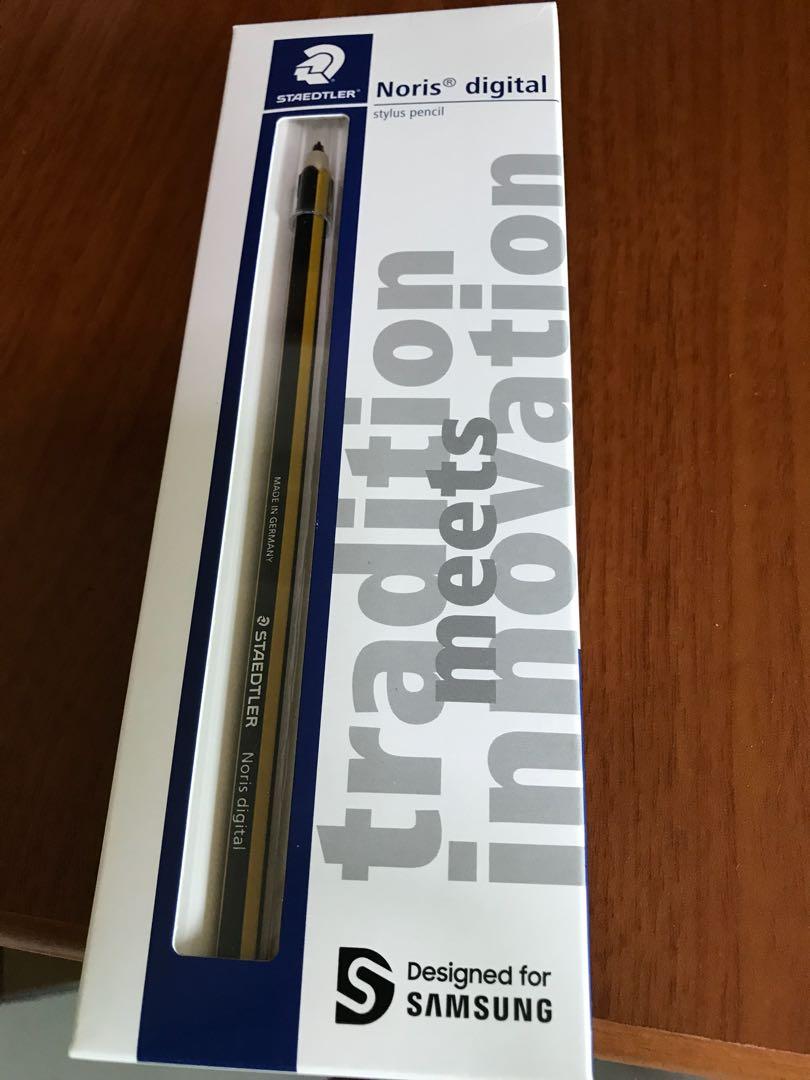 STAEDTLER®
Noris® digital
stylus pencil
tradition
meets
innovation
MADE IN GERMANY
STAEDTLER
Noris digital
Designed for
SAMSUNG